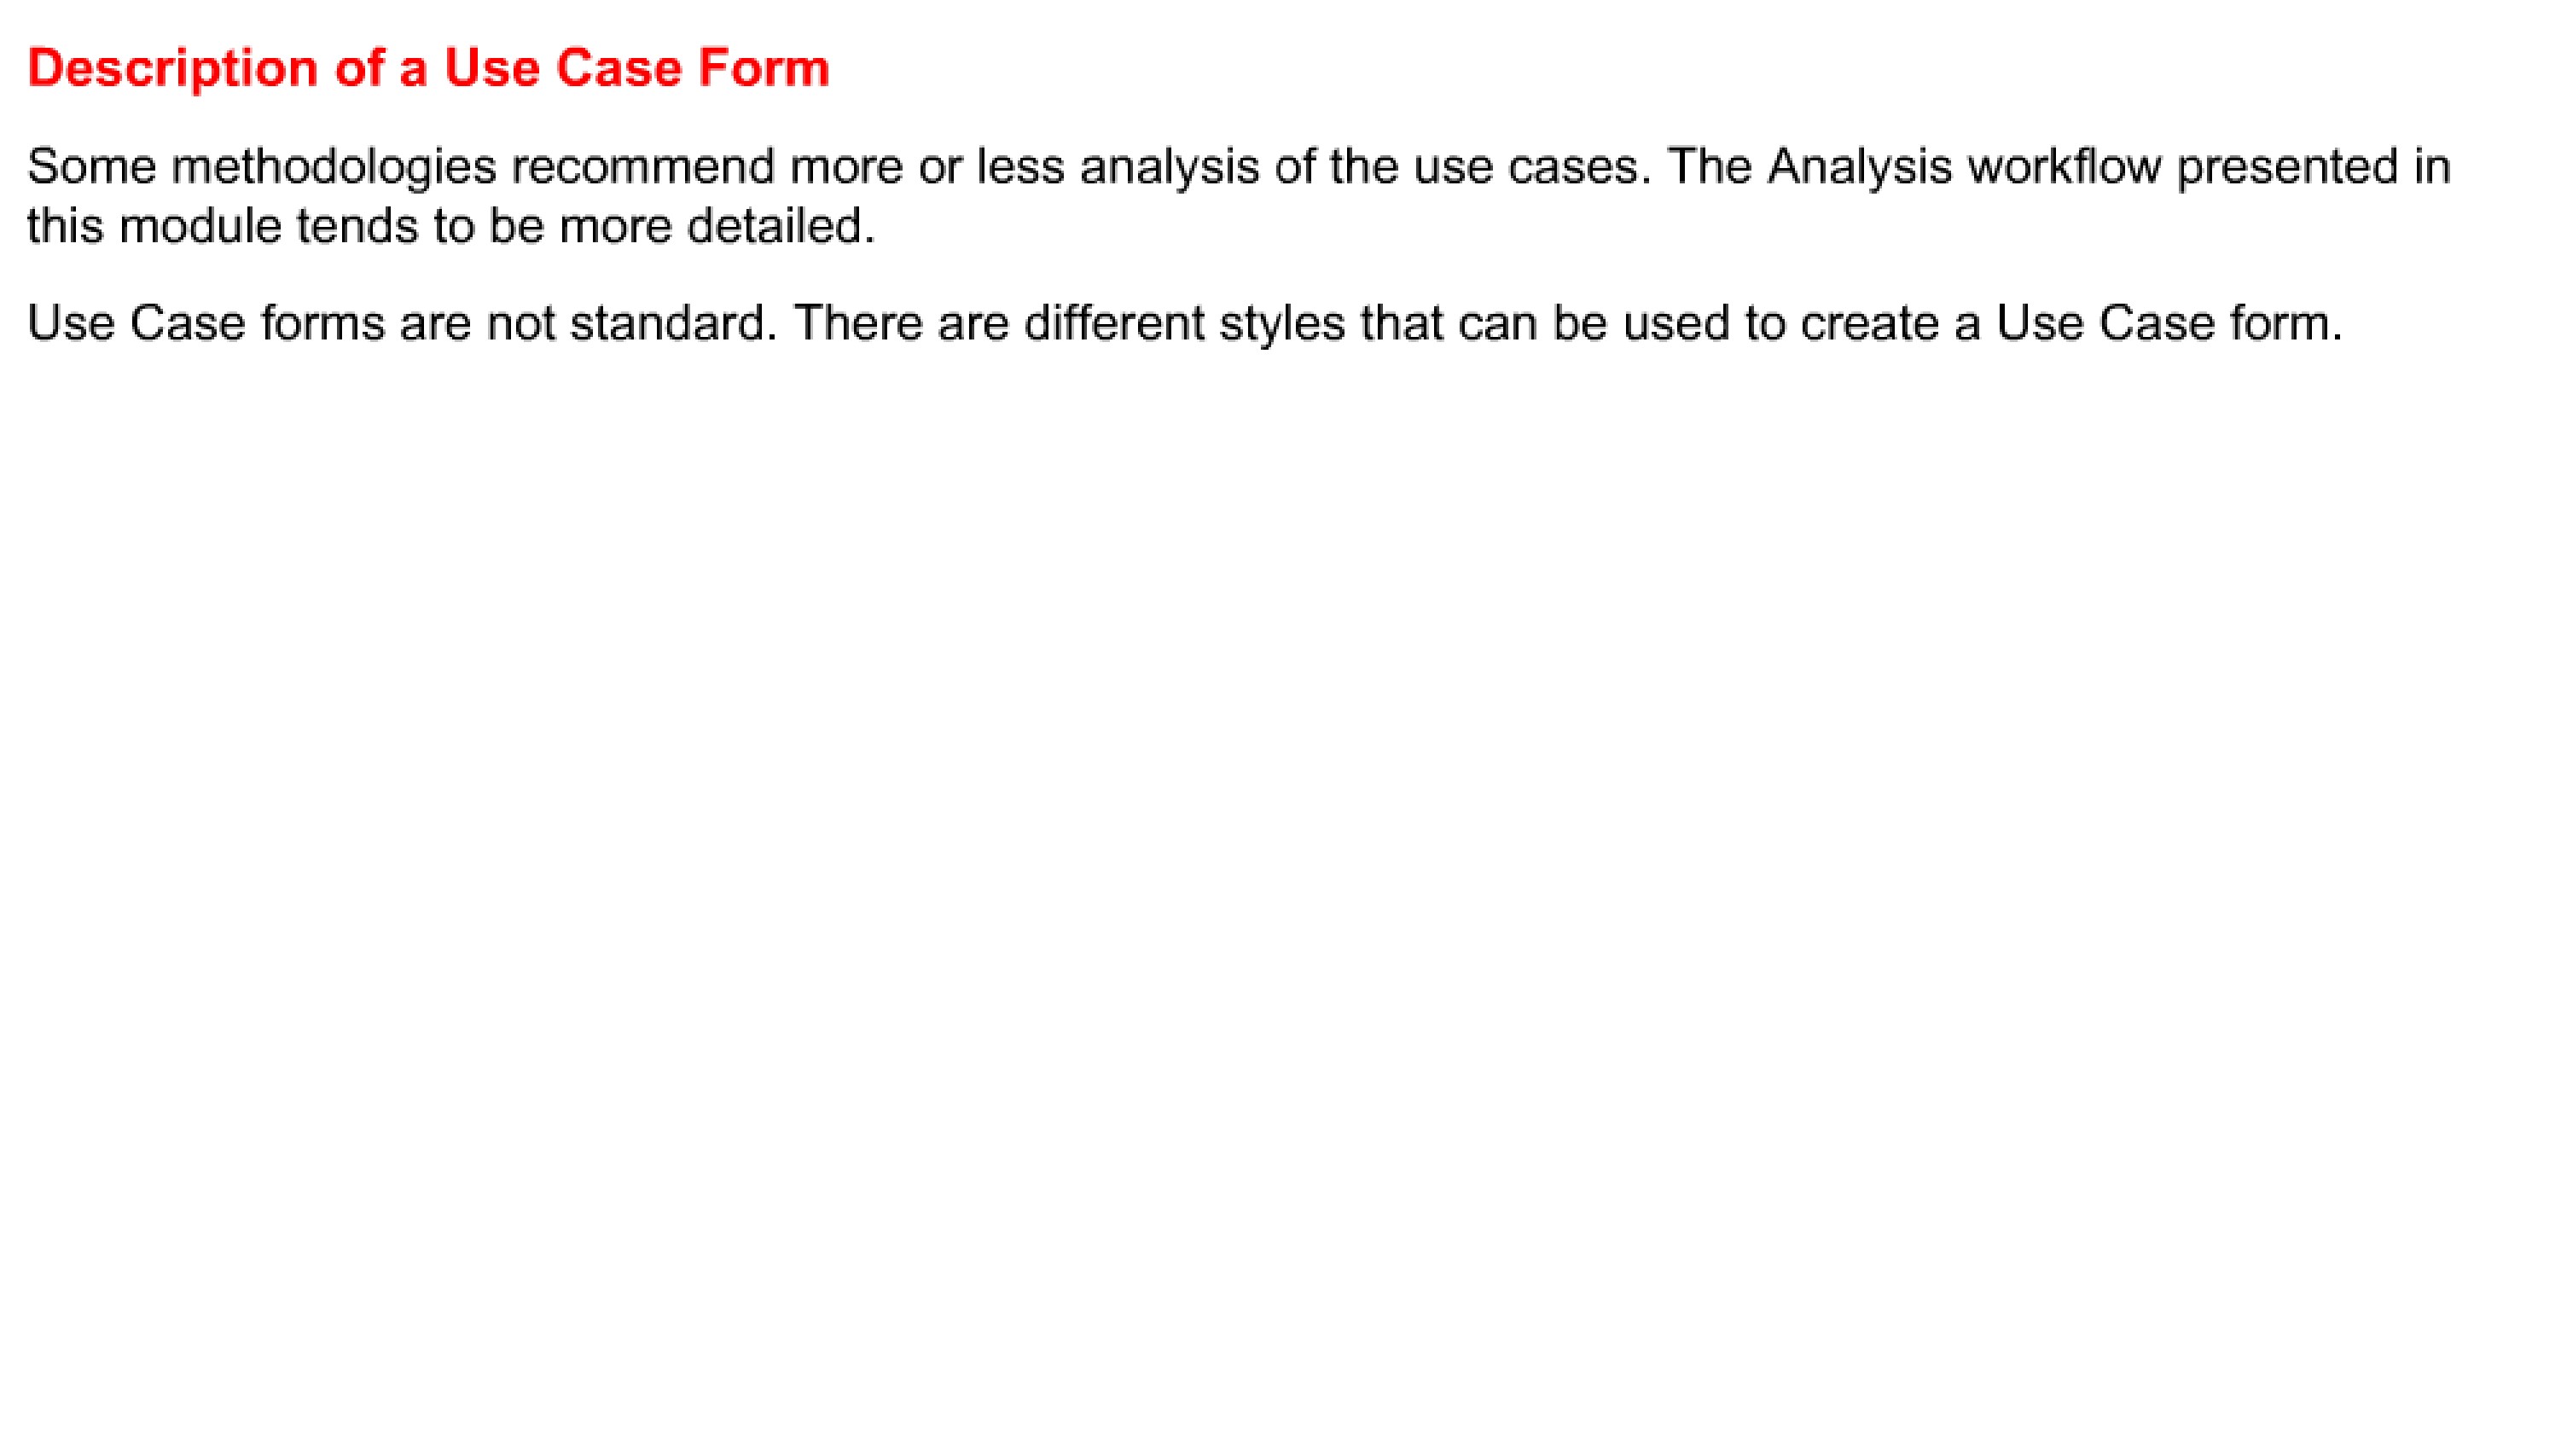 Description of a Use Case Form
Some methodologies recommend more or less analysis of the use cases. The Analysis workflow presented in
this module tends to be more detailed.
Use Case forms are not standard. There are different styles that can be used to create a Use Case form.